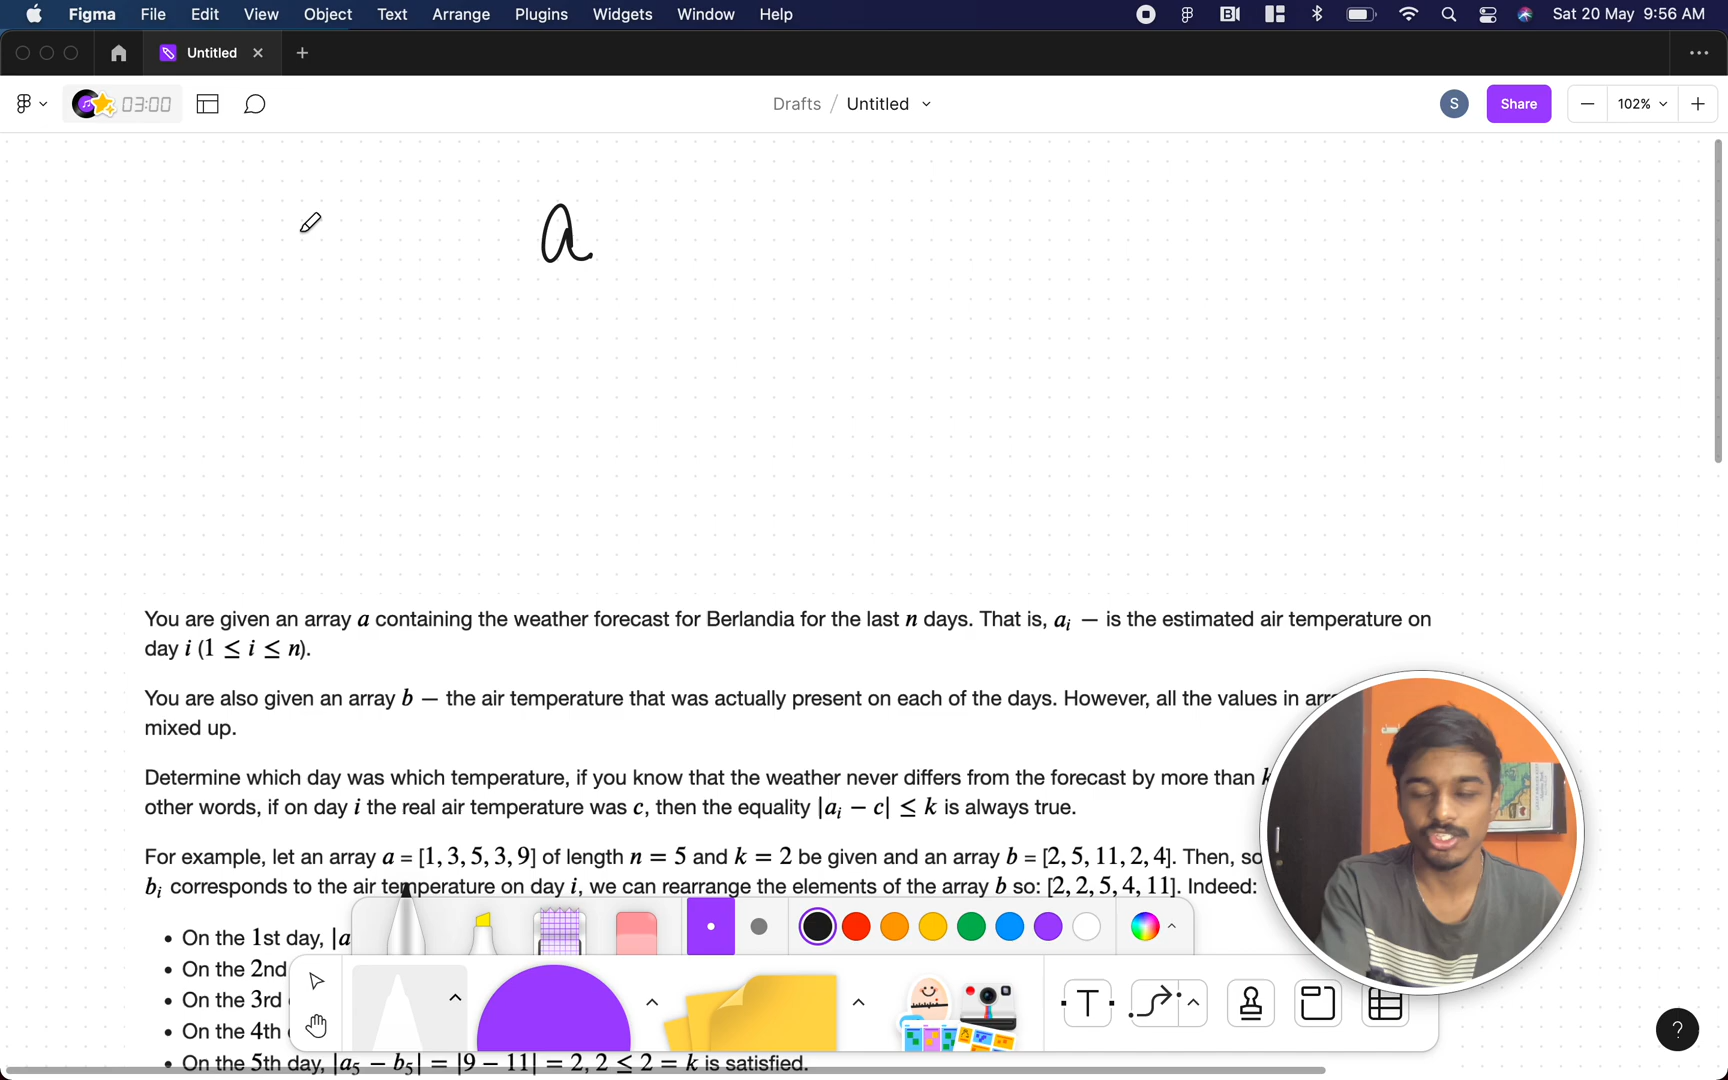 Figma File Edit View Object Text Arrange Plugins Widgets Window Help Sat 20 May 9:56 AM
Untitled
03:00 Drafts / Untitled S Share 102%
a
You are given an array a containing the weather forecast for Berlandia for the last n days. That is, aᵢ — is the estimated air temperature on
day i (1 ≤ i ≤ n).
You are also given an array b — the air temperature that was actually present on each of the days. However, all the values in
mixed up.
Determine which day was which temperature, if you know that the weather never differs from the forecast by more than k
other words, if on day i the real air temperature was c, then the equality |aᵢ − c| ≤ k is always true.
For example, let an array a = [1, 3, 5, 3, 9] of length n = 5 and k = 2 be given and an array b = [2, 5, 11, 2, 4]. Then, so
bᵢ corresponds to the air temperature on day i, we can rearrange the elements of the array b so: [2, 2, 5, 4, 11]. Indeed:
• On the 1st day, |a
• On the 2nd
• On the 3rd
• On the 4th
• On the 5th day, |a₅ − b₅| = |9 − 11| = 2, 2 ≤ 2 = k is satisfied.
T
?